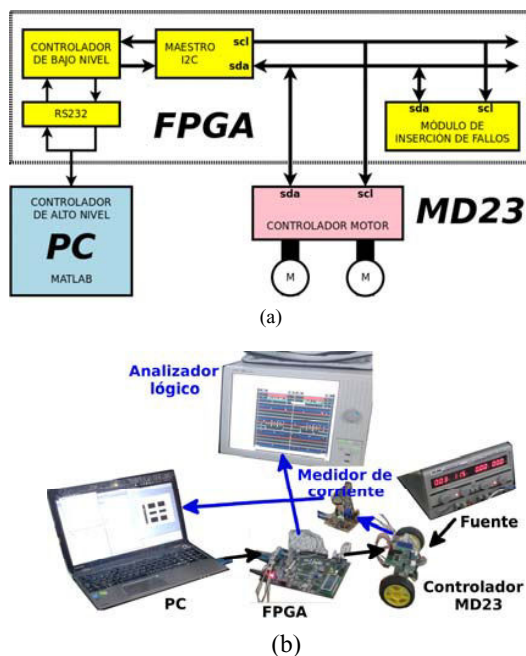 CONTROLADOR
DE BAJO NIVEL
MAESTRO
I2C
scl
sda
RS232
FPGA
sda
scl
MÓDULO DE
INSERCIÓN DE FALLOS
CONTROLADOR
DE ALTO NIVEL
PC
MATLAB
sda
scl
CONTROLADOR MOTOR
MD23
M
M
(a)
Analizador
lógico
Medidor de
corriente
Fuente
PC
FPGA
Controlador
MD23
(b)